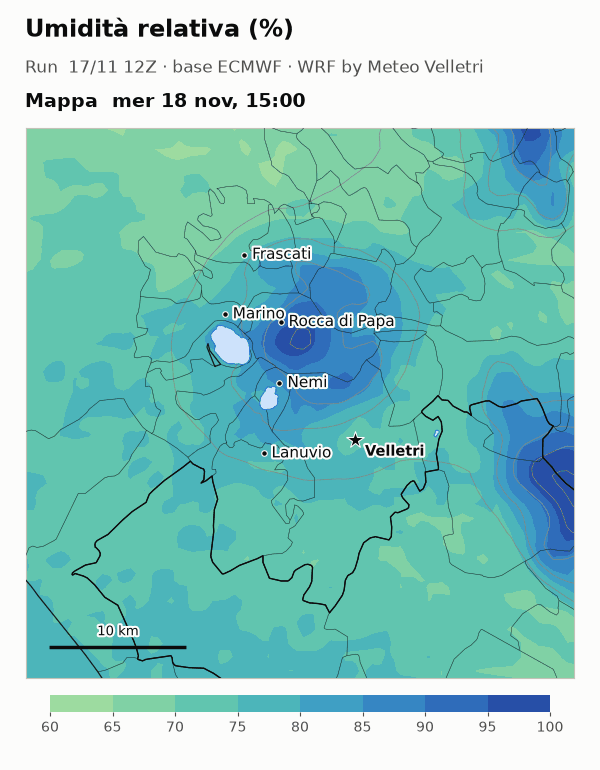 Umidità relativa (%)
Run  17/11 12Z · base ECMWF · WRF by Meteo Velletri
Mappa  mer 18 nov, 15:00
Frascati
Marino
Rocca di Papa
Nemi
Velletri
Lanuvio
10 km
60 65 70 75 80 85 90 95 100